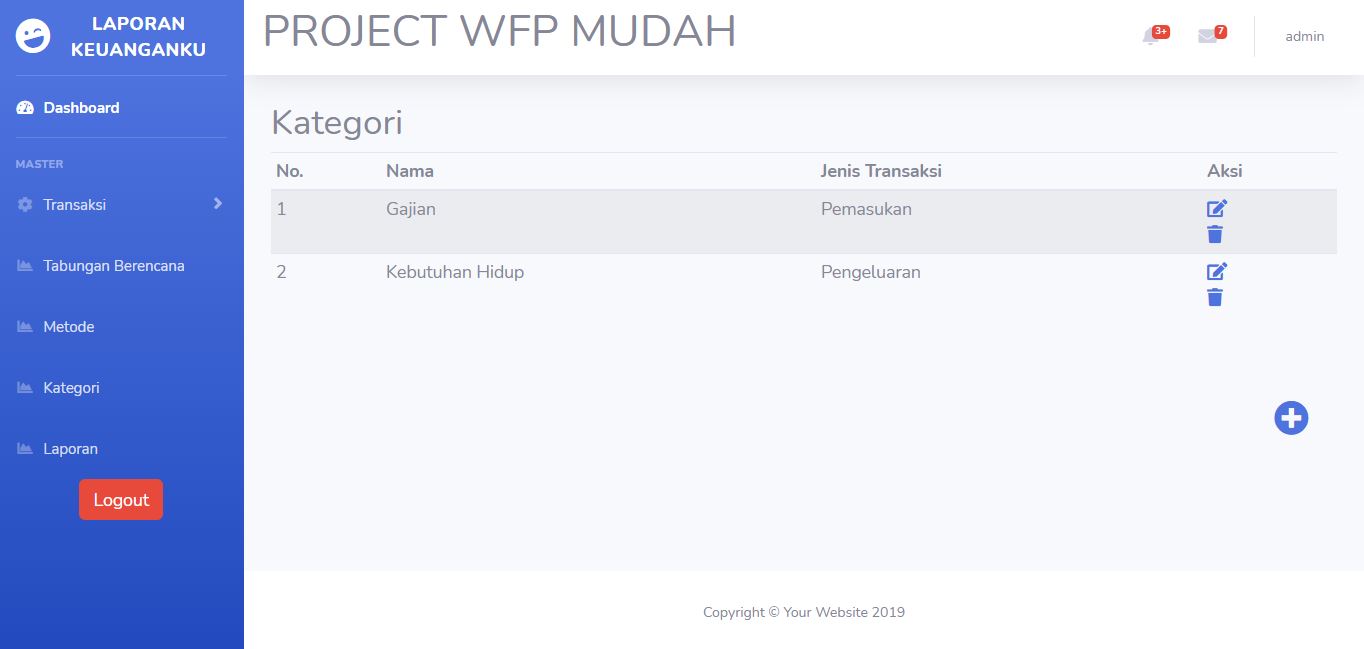 LAPORAN
KEUANGANKU
Dashboard
MASTER
Transaksi
Tabungan Berencana
Metode
Kategori
Laporan
Logout
PROJECT WFP MUDAH
3+
7
admin
Kategori
No. Nama Jenis Transaksi Aksi
1 Gajian Pemasukan
2 Kebutuhan Hidup Pengeluaran
Copyright © Your Website 2019